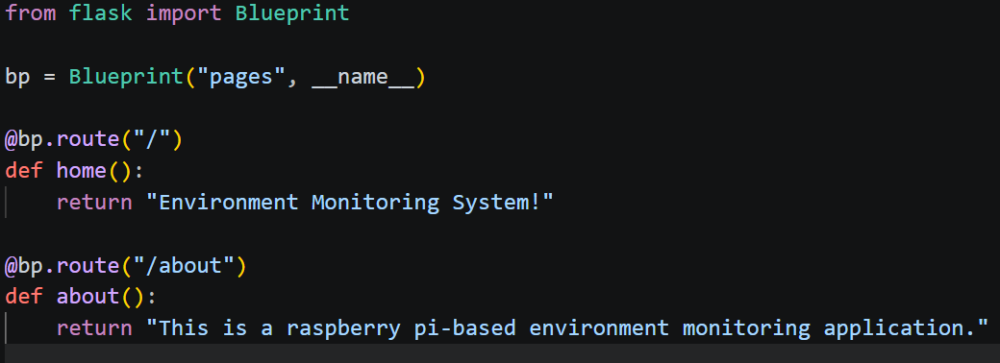 from flask import Blueprint
bp = Blueprint("pages", __name__)
@bp.route("/")
def home():
    return "Environment Monitoring System!"
@bp.route("/about")
def about():
    return "This is a raspberry pi-based environment monitoring application."